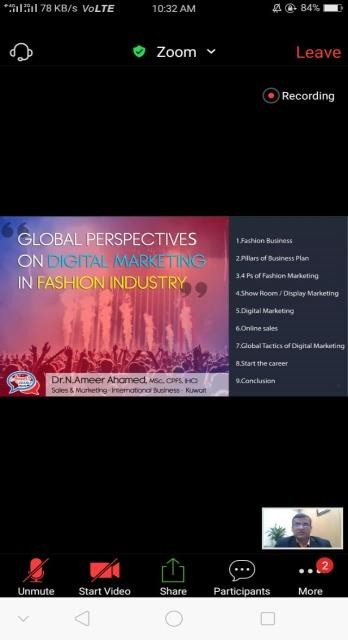 78 KB/s VoLTE 10:32 AM 84%
Zoom Leave
Recording
GLOBAL PERSPECTIVES
ON DIGITAL MARKETING
IN FASHION INDUSTRY
Dr.N.Ameer Ahamed, MSc., CPFS, IHCI
Sales & Marketing - International Business - Kuwait
1.Fashion Business
2.Pillars of Business Plan
3.4 Ps of Fashion Marketing
4.Show Room / Display Marketing
5.Digital Marketing
6.Online sales
7.Global Tactics of Digital Marketing
8.Start the career
9.Conclusion
2
Unmute Start Video Share Participants More